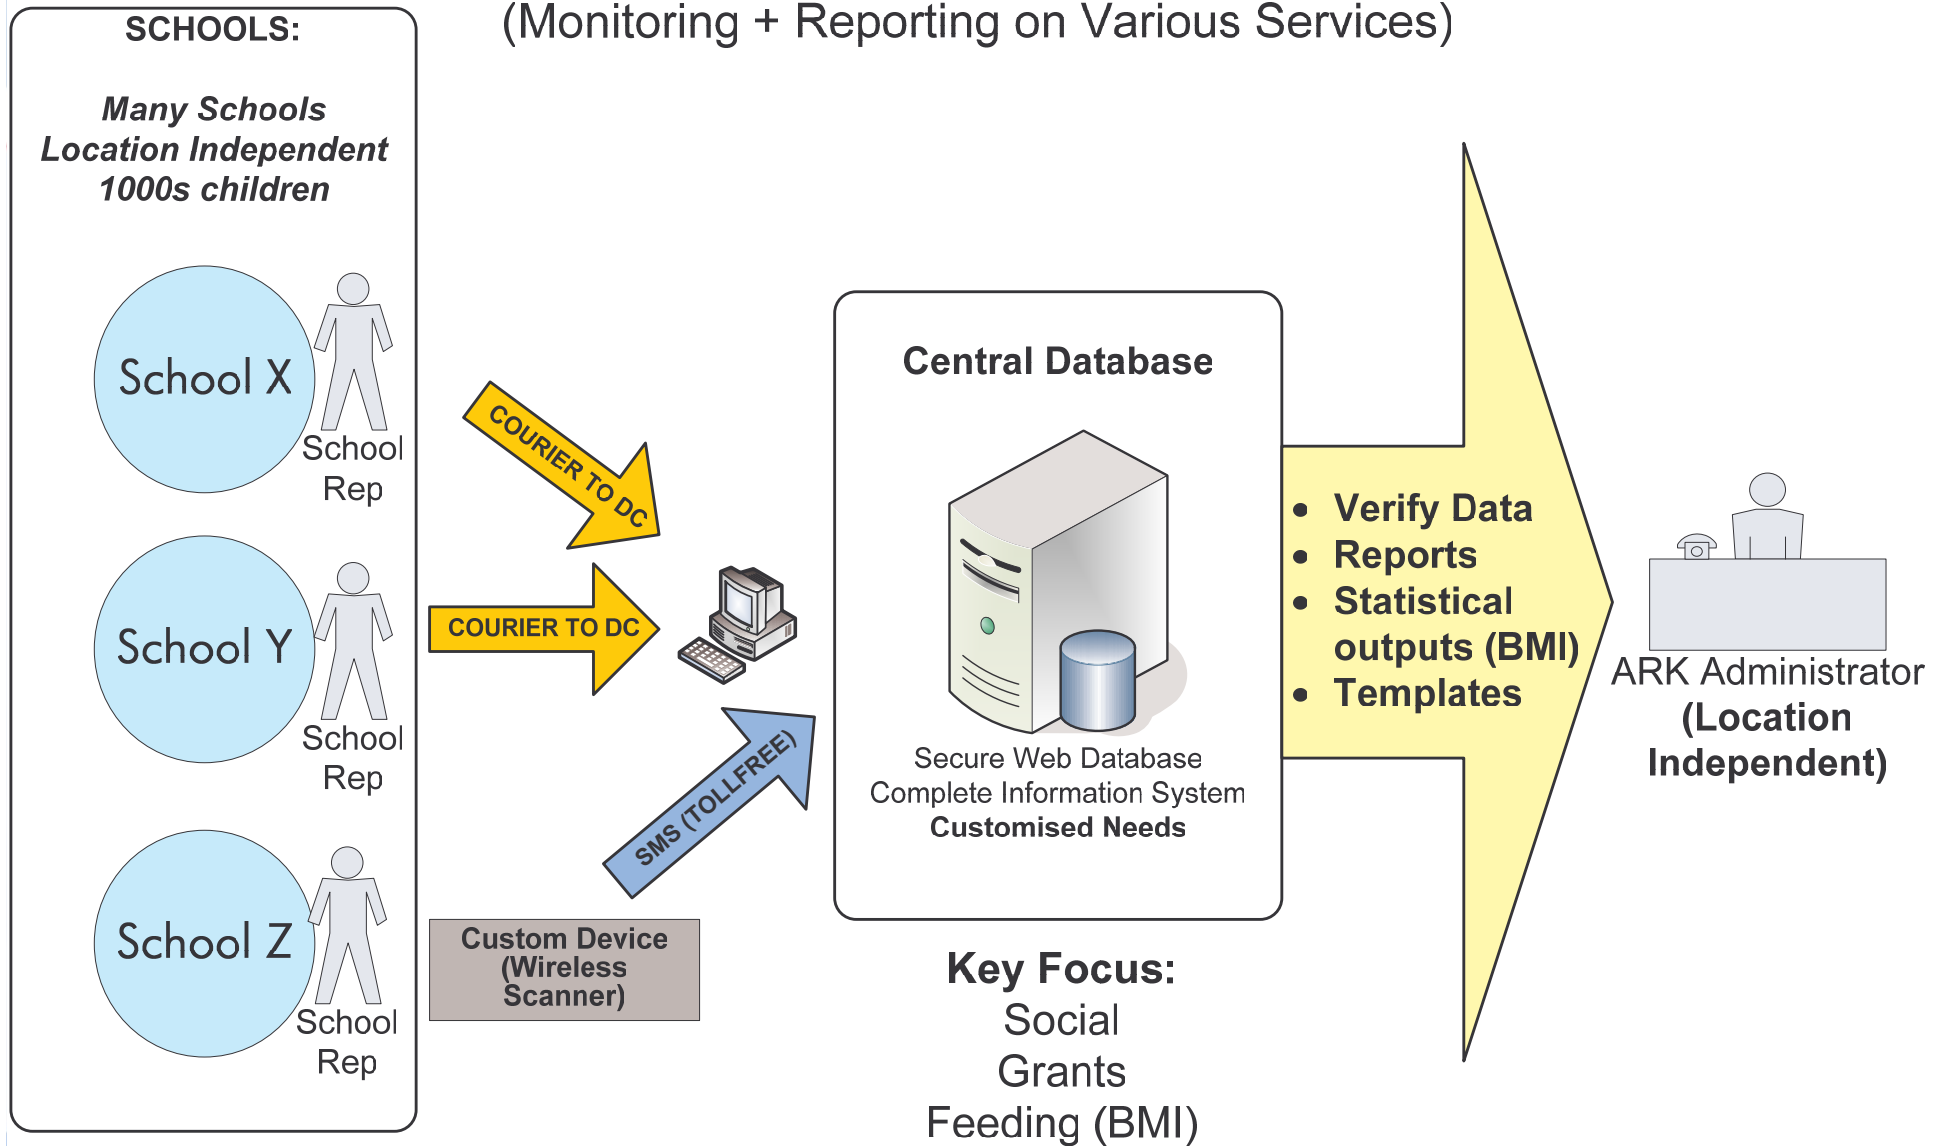 (Monitoring + Reporting on Various Services)
SCHOOLS:
Many Schools
Location Independent
1000s children
School X
School
Rep
School Y
School
Rep
School Z
School
Rep
COURIER TO DC
COURIER TO DC
SMS (TOLLFREE)
Custom Device
(Wireless
Scanner)
Central Database
Secure Web Database
Complete Information System
Customised Needs
Key Focus:
Social
Grants
Feeding (BMI)
• Verify Data
• Reports
• Statistical
outputs (BMI)
• Templates
ARK Administrator
(Location
Independent)